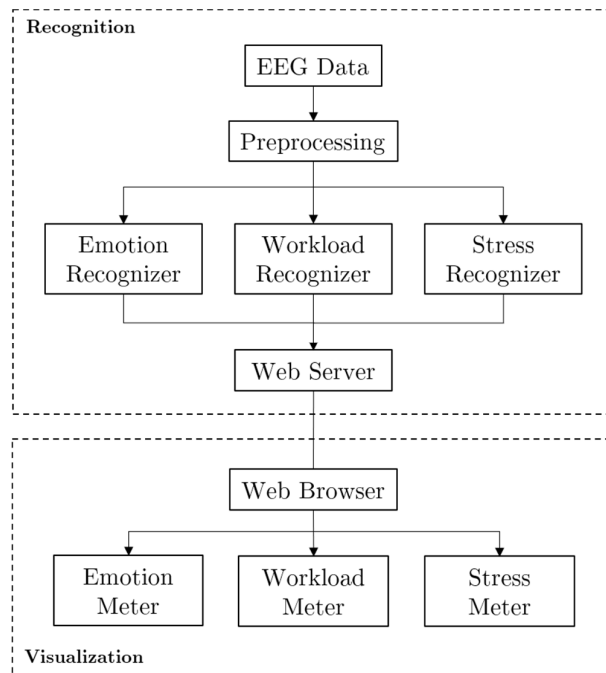 Recognition
EEG Data
Preprocessing
Emotion
Recognizer
Workload
Recognizer
Stress
Recognizer
Web Server
Web Browser
Emotion
Meter
Workload
Meter
Stress
Meter
Visualization